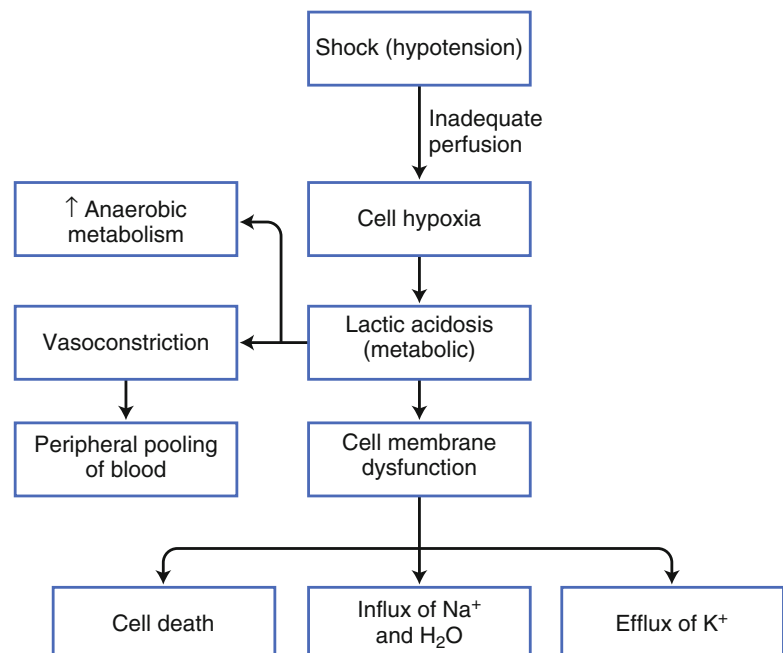 Shock (hypotension)
Inadequate
perfusion
↑ Anaerobic
metabolism
Cell hypoxia
Vasoconstriction
Lactic acidosis
(metabolic)
Peripheral pooling
of blood
Cell membrane
dysfunction
Cell death
Influx of Na⁺
and H₂O
Efflux of K⁺